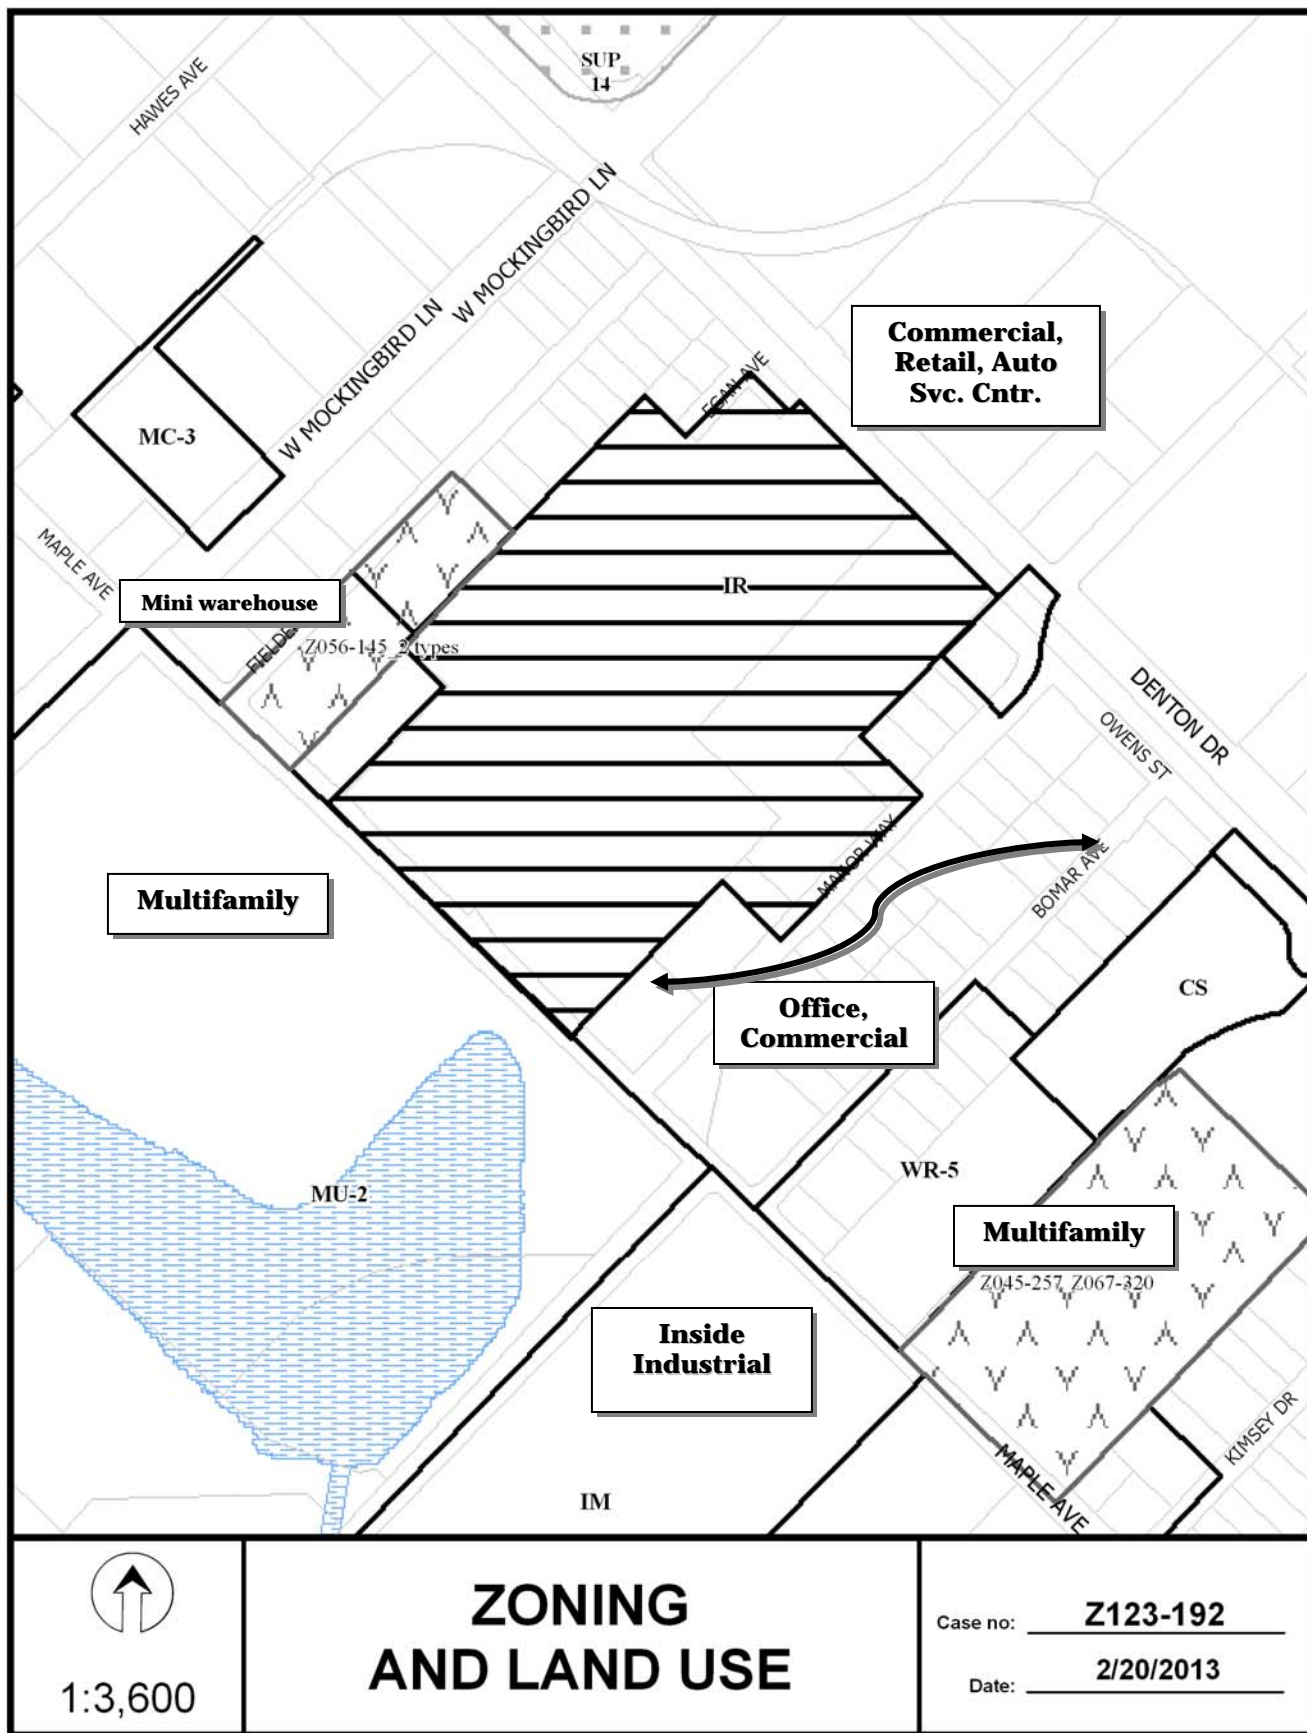 SUP
14
HAWES AVE
W MOCKINGBIRD LN
W MOCKINGBIRD LN
Commercial,
Retail, Auto
Svc. Cntr.
EGAN AVE
MC-3
MAPLE AVE
IR
Mini warehouse
Z056-145_2 types
DENTON DR
OWENS ST
MANOR WAY
BOMAR AVE
Multifamily
CS
Office,
Commercial
WR-5
MU-2
Multifamily
Z045-257_Z067-320
Inside
Industrial
KIMSEY DR
MAPLE AVE
IM
1:3,600
ZONING
AND LAND USE
Case no: Z123-192
Date: 2/20/2013